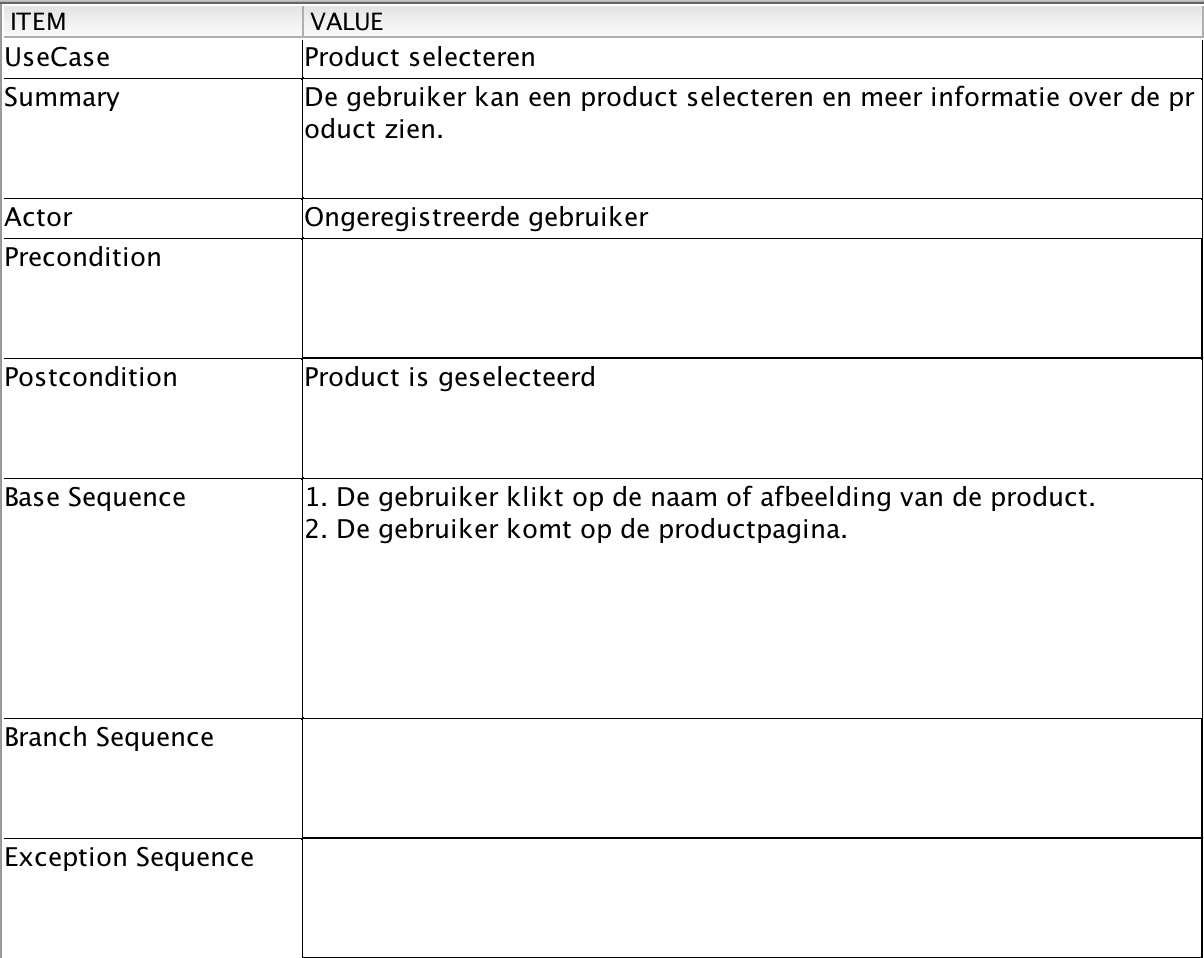 ITEM VALUE
UseCase Product selecteren
Summary De gebruiker kan een product selecteren en meer informatie over de pr
oduct zien.
Actor Ongeregistreerde gebruiker
Precondition
Postcondition Product is geselecteerd
Base Sequence 1. De gebruiker klikt op de naam of afbeelding van de product.
2. De gebruiker komt op de productpagina.
Branch Sequence
Exception Sequence